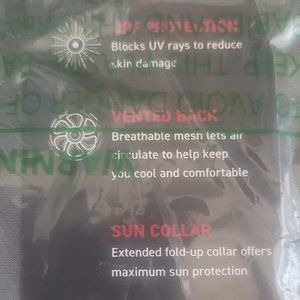 UPF PROTECTION
Blocks UV rays to reduce
skin damage
VENTED BACK
Breathable mesh lets air
circulate to help keep
you cool and comfortable
SUN COLLAR
Extended fold-up collar offers
maximum sun protection